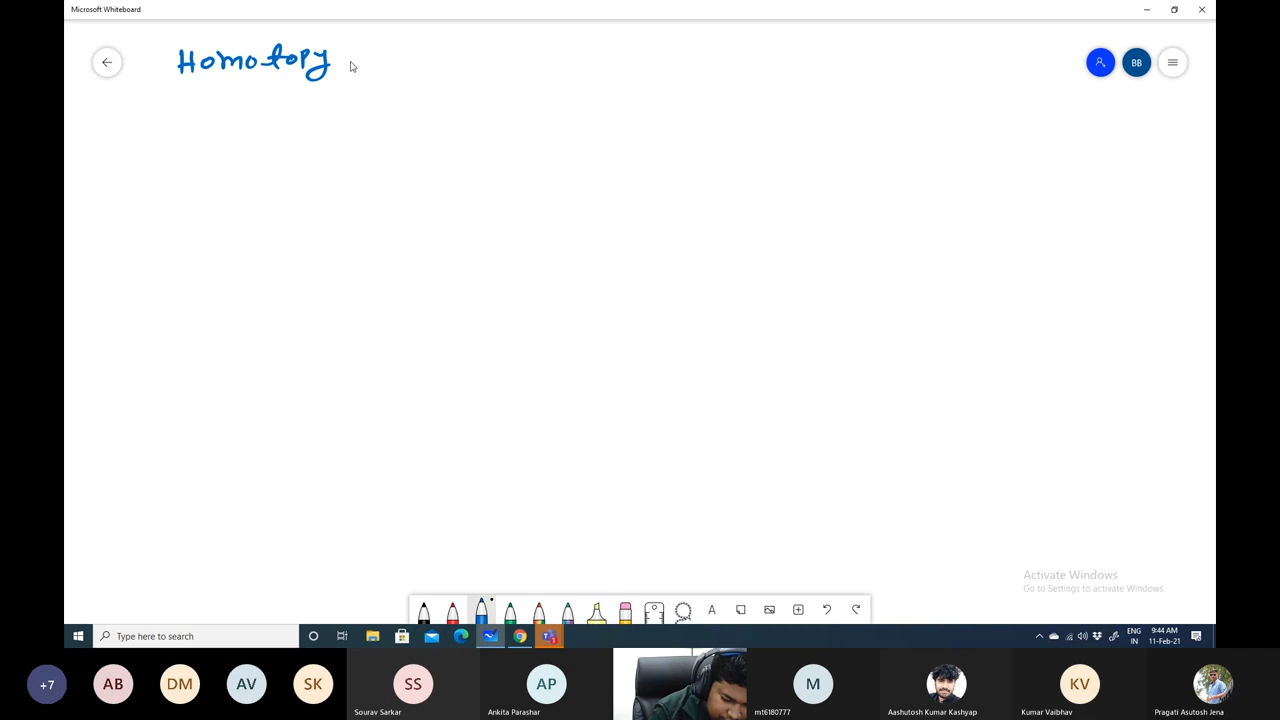 Microsoft Whiteboard
Homotopy
BB
Activate Windows
Go to Settings to activate Windows.
A
Type here to search
ENG
IN
9:44 AM
11-Feb-21
+7
AB
DM
AV
SK
SS
Sourav Sarkar
AP
Ankita Parashar
M
mt6180777
Aashutosh Kumar Kashyap
KV
Kumar Vaibhav
Pragati Asutosh Jena